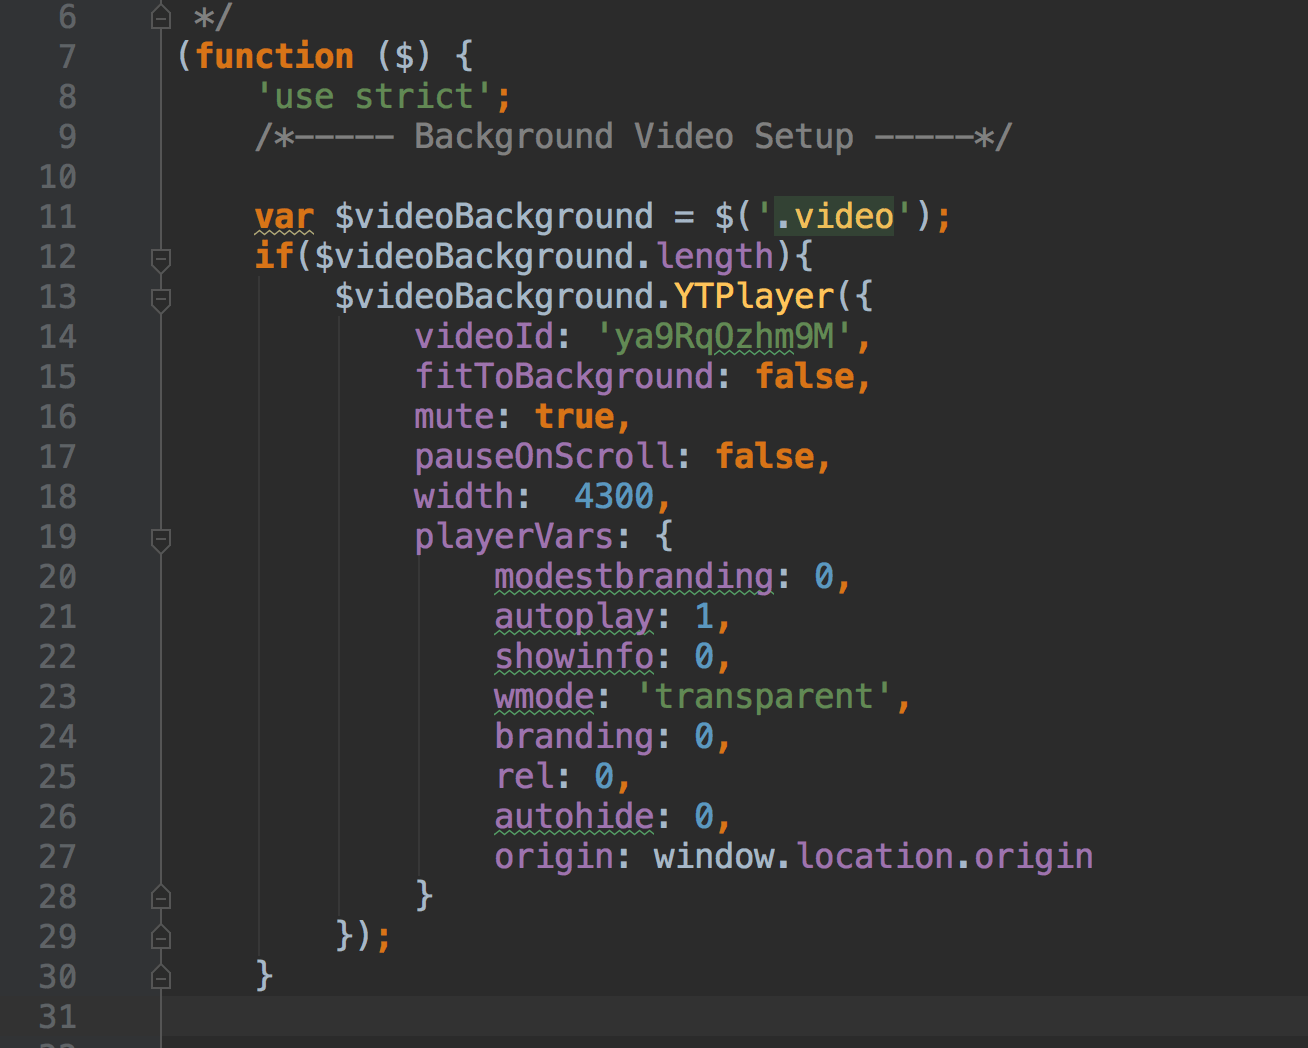 6 */
7 (function ($) {
8 'use strict';
9 /*----- Background Video Setup -----*/
10
11 var $videoBackground = $('.video');
12 if($videoBackground.length){
13 $videoBackground.YTPlayer({
14 videoId: 'ya9RqOzhm9M',
15 fitToBackground: false,
16 mute: true,
17 pauseOnScroll: false,
18 width:  4300,
19 playerVars: {
20 modestbranding: 0,
21 autoplay: 1,
22 showinfo: 0,
23 wmode: 'transparent',
24 branding: 0,
25 rel: 0,
26 autohide: 0,
27 origin: window.location.origin
28 }
29 });
30 }
31